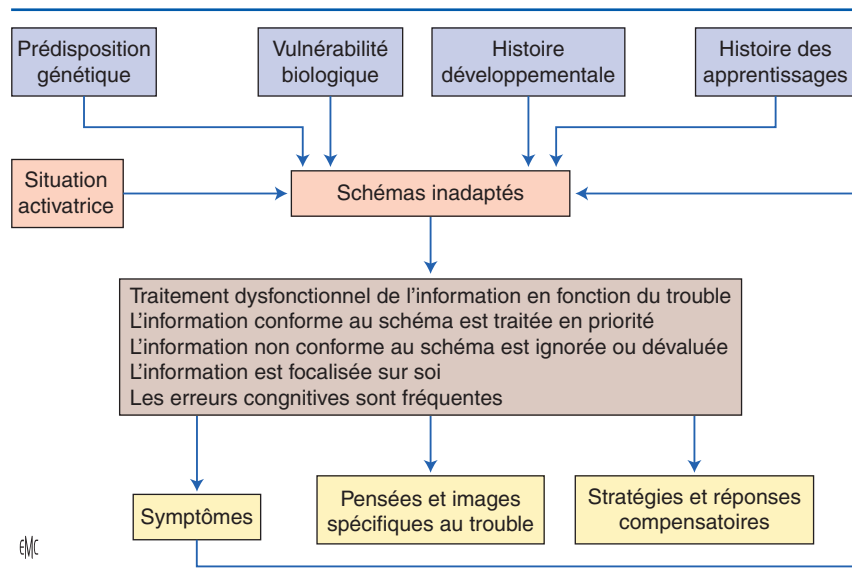 Prédisposition
génétique
Vulnérabilité
biologique
Histoire
développementale
Histoire des
apprentissages
Situation
activatrice
Schémas inadaptés
Traitement dysfonctionnel de l'information en fonction du trouble
L'information conforme au schéma est traitée en priorité
L'information non conforme au schéma est ignorée ou dévaluée
L'information est focalisée sur soi
Les erreurs congnitives sont fréquentes
Symptômes
Pensées et images
spécifiques au trouble
Stratégies et réponses
compensatoires
EMC